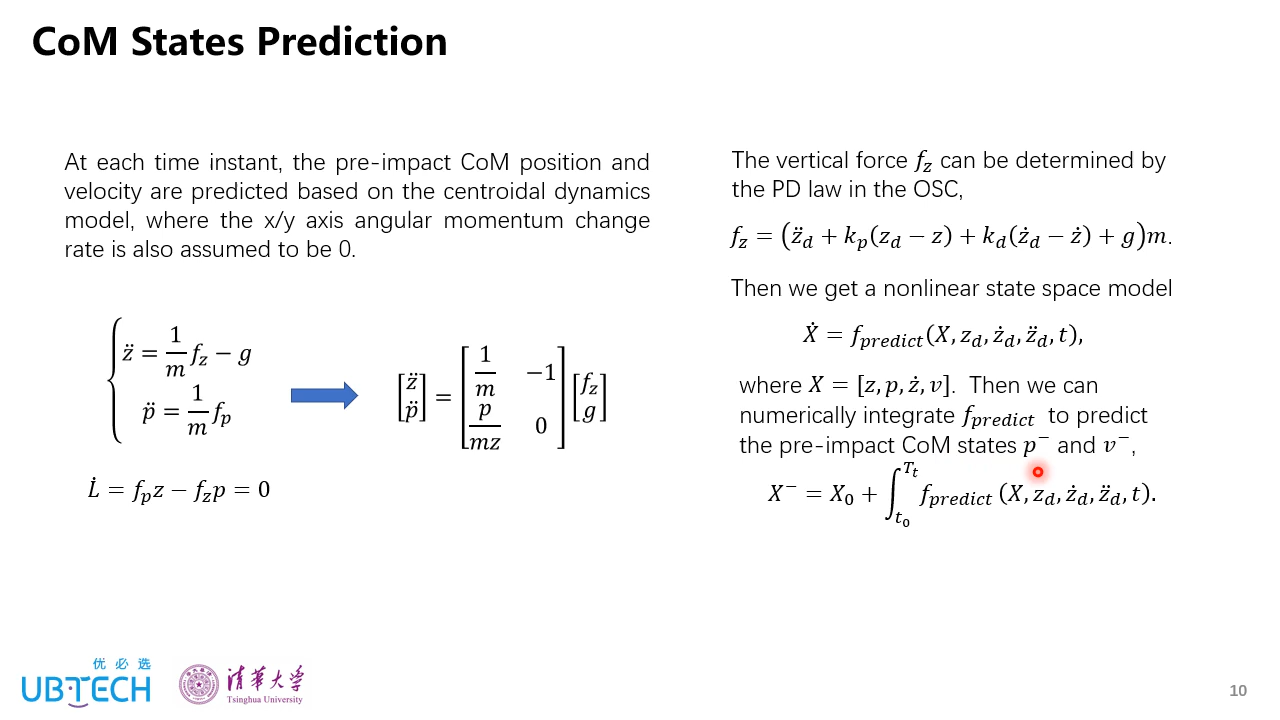 CoM States Prediction
At each time instant, the pre-impact CoM position and
velocity are predicted based on the centroidal dynamics
model, where the x/y axis angular momentum change
rate is also assumed to be 0.
z̈ = 1/m f_z − g
p̈ = 1/m f_p
[z̈ p̈] = [1/m −1 p/mz 0] [f_z g]
L̇ = f_p z − f_z p = 0
The vertical force f_z can be determined by
the PD law in the OSC,
f_z = (z̈_d + k_p(z_d − z) + k_d(ż_d − ż) + g)m.
Then we get a nonlinear state space model
Ẋ = f_predict(X, z_d, ż_d, z̈_d, t),
where X = [z, p, ż, v]. Then we can
numerically integrate f_predict to predict
the pre-impact CoM states p⁻ and v⁻,
X⁻ = X_0 + ∫_{t_0}^{T_t} f_predict (X, z_d, ż_d, z̈_d, t).
优必选
UBTECH
清华大学
Tsinghua University
10